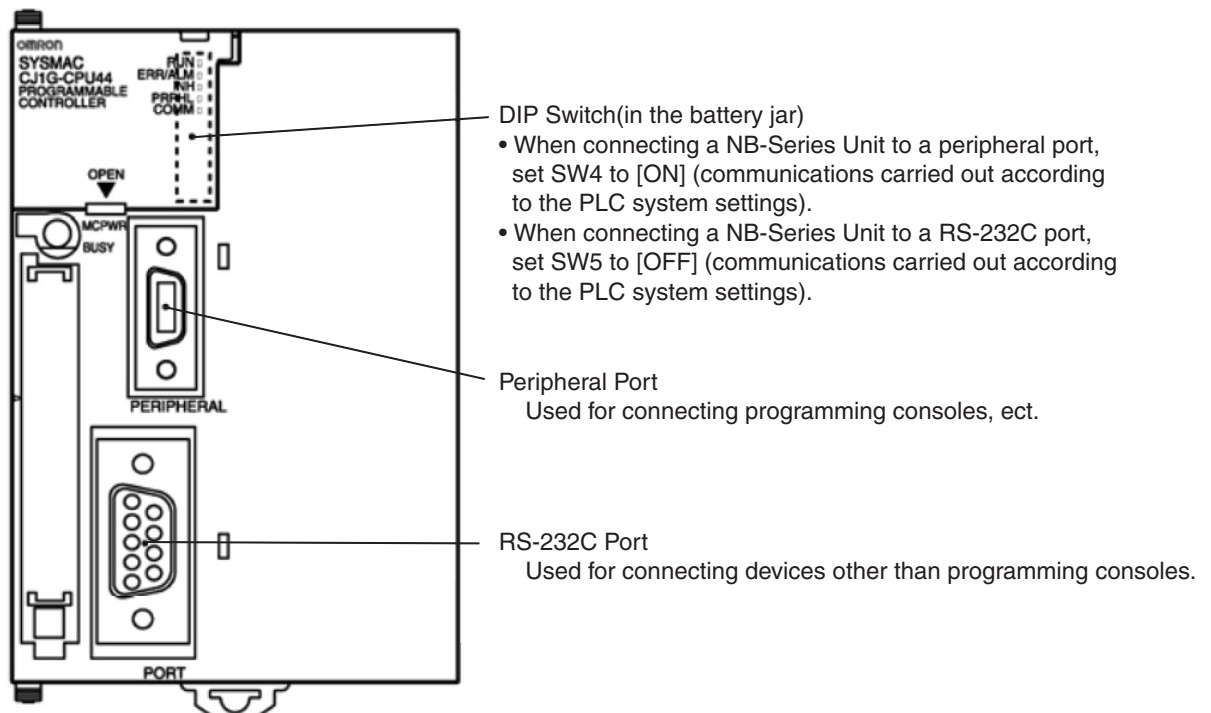 omron
SYSMAC
CJ1G-CPU44
PROGRAMMABLE
CONTROLLER
RUN
ERR/ALM
INH
PRPHL
COMM
OPEN
MCPWR
BUSY
PERIPHERAL
PORT
DIP Switch(in the battery jar)
• When connecting a NB-Series Unit to a peripheral port,
set SW4 to [ON] (communications carried out according
to the PLC system settings).
• When connecting a NB-Series Unit to a RS-232C port,
set SW5 to [OFF] (communications carried out according
to the PLC system settings).
Peripheral Port
Used for connecting programming consoles, ect.
RS-232C Port
Used for connecting devices other than programming consoles.